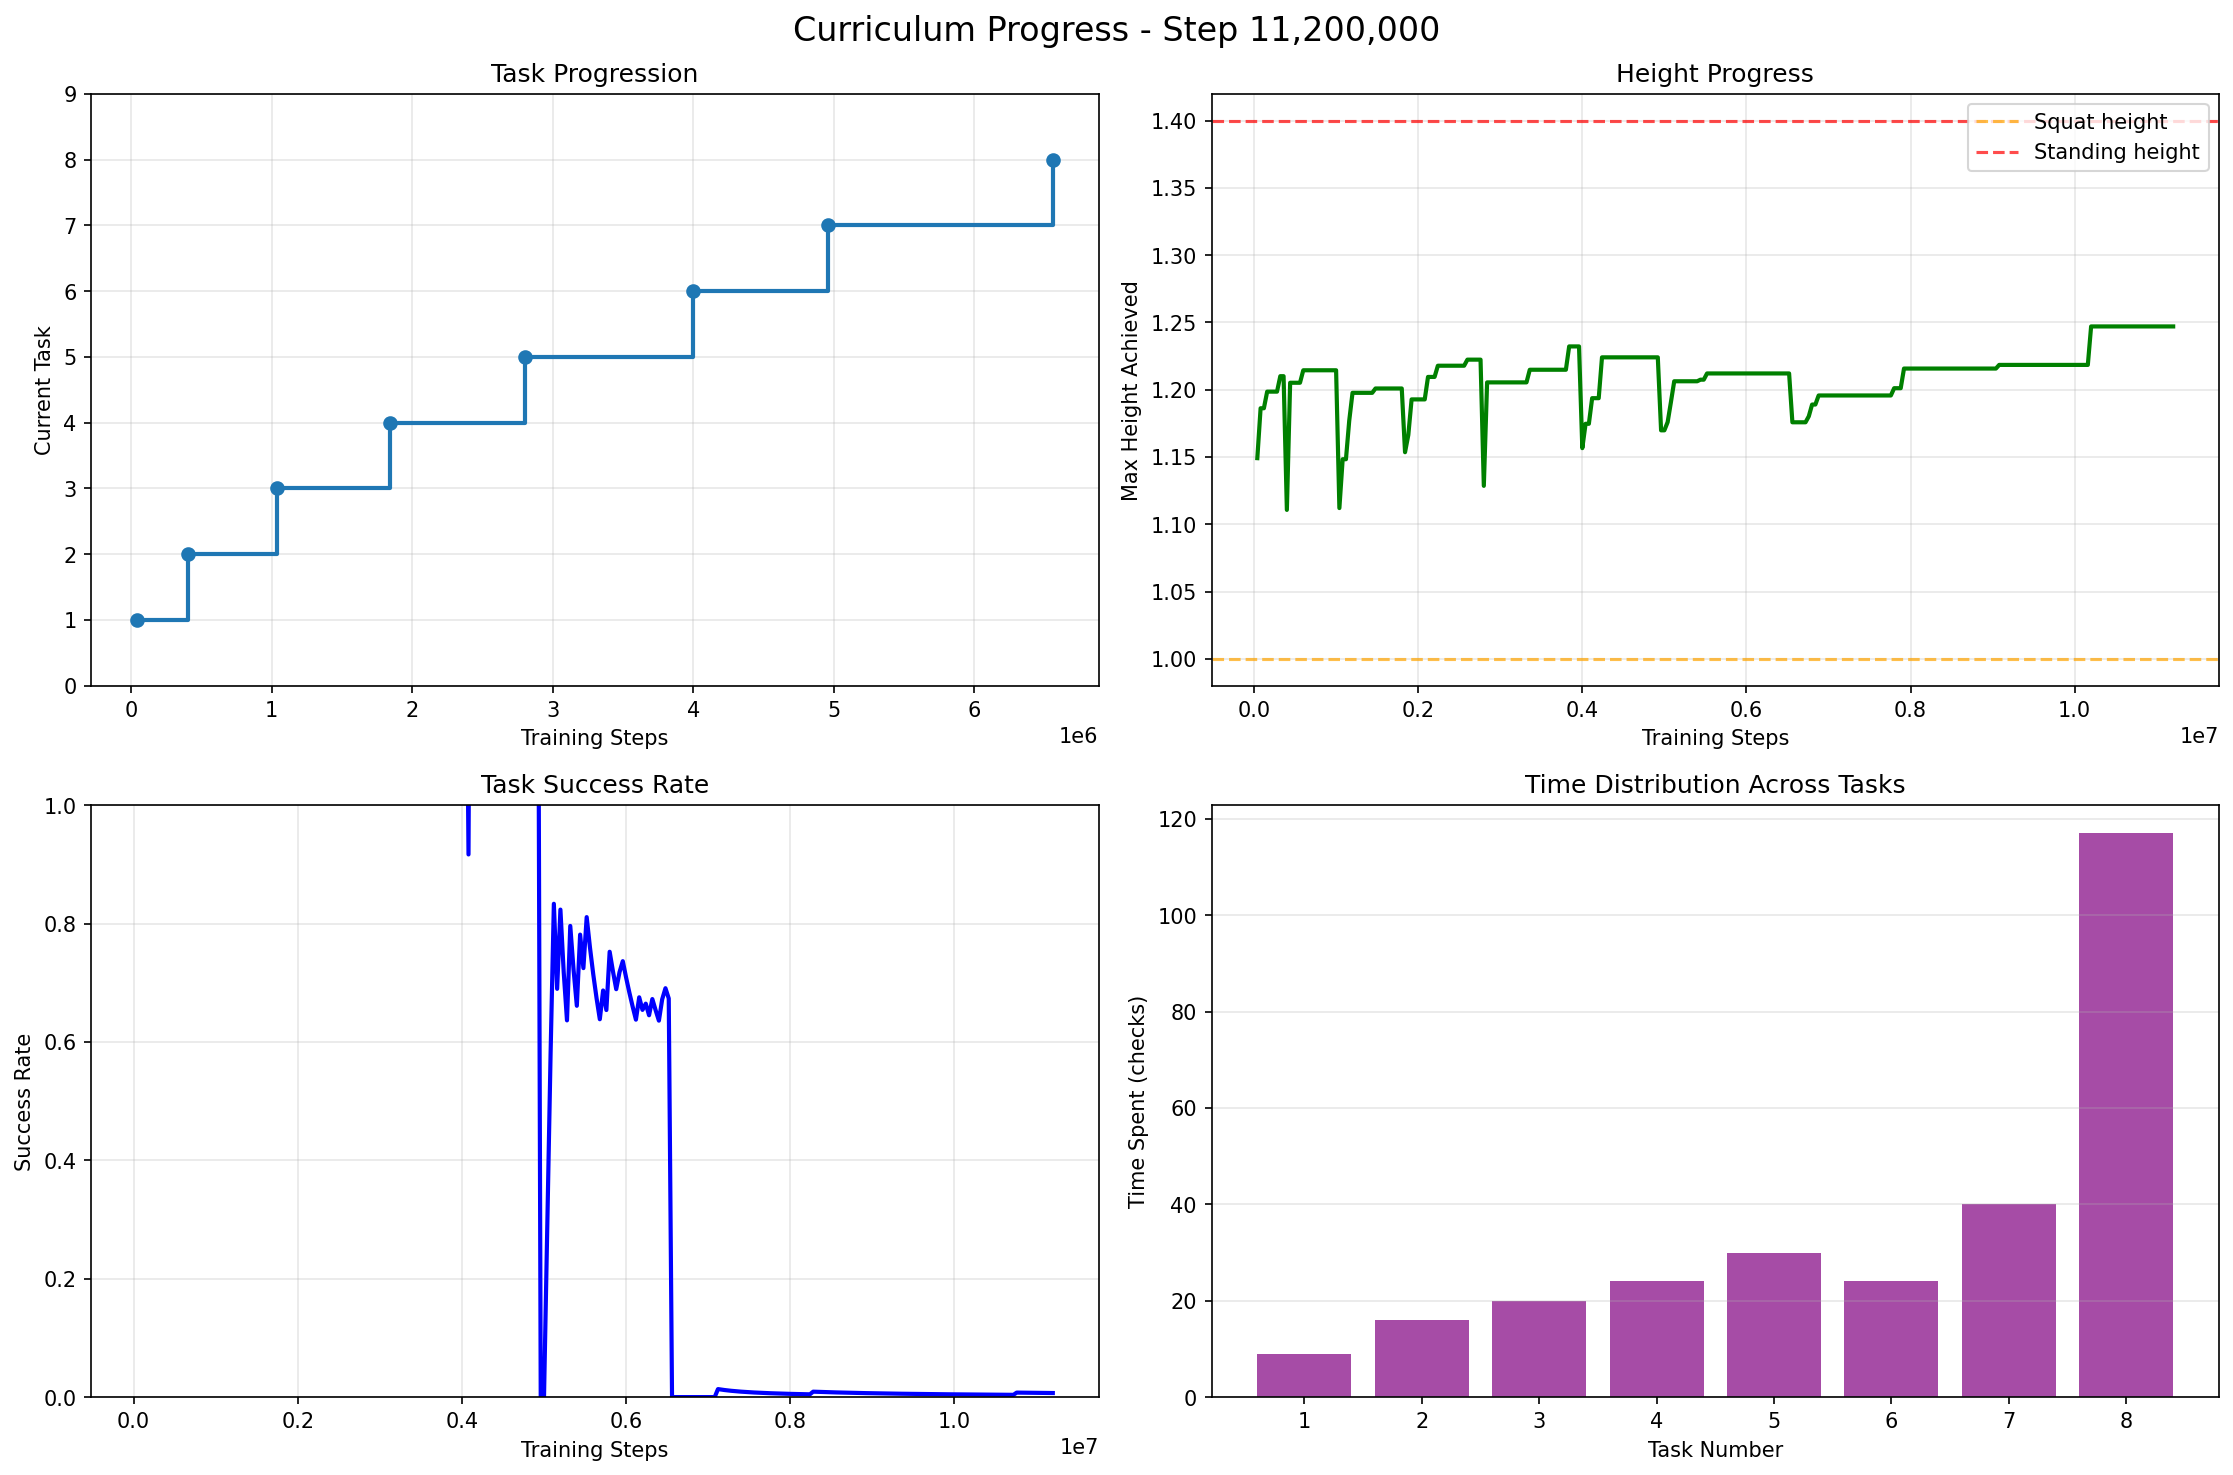 Curriculum Progress - Step 11,200,000
Task Progression
Current Task
9
8
7
6
5
4
3
2
1
0
0 1 2 3 4 5 6
1e6
Training Steps
Height Progress
Squat height
Standing height
Max Height Achieved
1.40
1.35
1.30
1.25
1.20
1.15
1.10
1.05
1.00
0.0 0.2 0.4 0.6 0.8 1.0
1e7
Training Steps
Task Success Rate
Success Rate
1.0
0.8
0.6
0.4
0.2
0.0
0.0 0.2 0.4 0.6 0.8 1.0
1e7
Training Steps
Time Distribution Across Tasks
Time Spent (checks)
120
100
80
60
40
20
0
1 2 3 4 5 6 7 8
Task Number